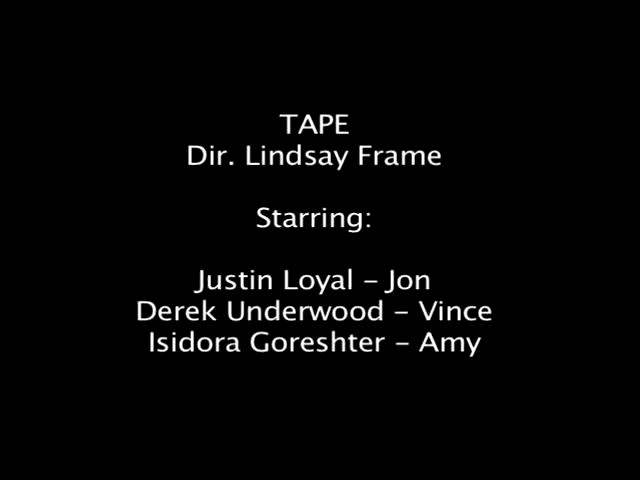 TAPE
Dir. Lindsay Frame
Starring:
Justin Loyal – Jon
Derek Underwood – Vince
Isidora Goreshter – Amy